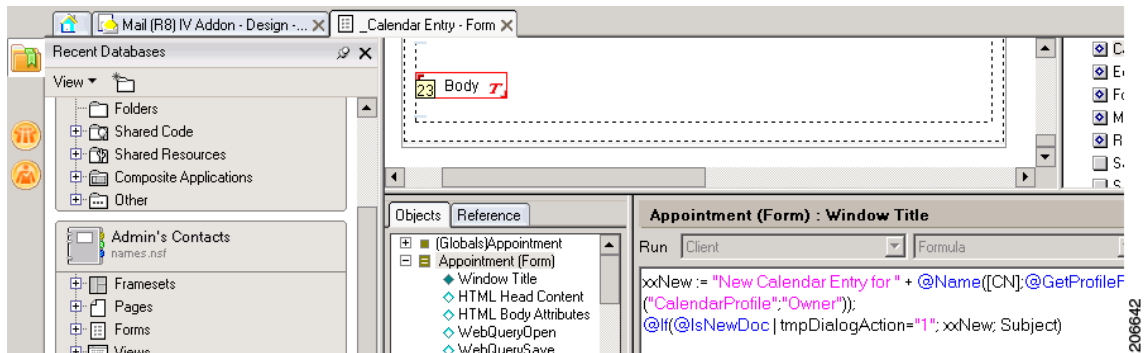 Mail (R8) IV Addon - Design -...
_Calendar Entry - Form
Recent Databases
View
Folders
Shared Code
Shared Resources
Composite Applications
Other
Admin's Contacts
names.nsf
Framesets
Pages
Forms
Views
23 Body T
M
R
Objects Reference
(Globals)Appointment
Appointment (Form)
Window Title
HTML Head Content
HTML Body Attributes
WebQueryOpen
WebQuerySave
Appointment (Form) : Window Title
Run Client Formula
xxNew := "New Calendar Entry for " + @Name([CN];@GetProfileF
("CalendarProfile";"Owner"));
@If(@IsNewDoc | tmpDialogAction="1"; xxNew; Subject)
206642